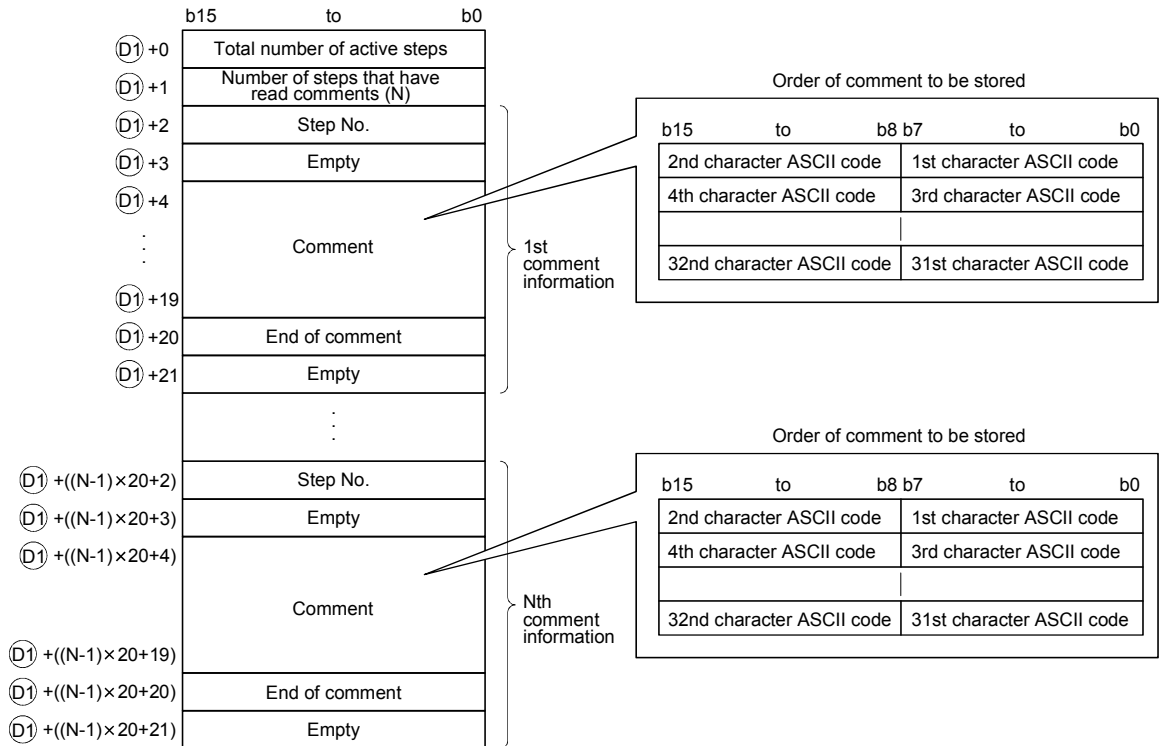 b15 to b0
D1 +0 Total number of active steps
D1 +1 Number of steps that have
read comments (N)
D1 +2 Step No.
D1 +3 Empty
D1 +4
Comment
D1 +19
D1 +20 End of comment
D1 +21 Empty
1st
comment
information
Order of comment to be stored
b15 to b8 b7 to b0
2nd character ASCII code 1st character ASCII code
4th character ASCII code 3rd character ASCII code
32nd character ASCII code 31st character ASCII code
D1 +((N-1)×20+2) Step No.
D1 +((N-1)×20+3) Empty
D1 +((N-1)×20+4)
Comment
D1 +((N-1)×20+19)
D1 +((N-1)×20+20) End of comment
D1 +((N-1)×20+21) Empty
Nth
comment
information
Order of comment to be stored
b15 to b8 b7 to b0
2nd character ASCII code 1st character ASCII code
4th character ASCII code 3rd character ASCII code
32nd character ASCII code 31st character ASCII code